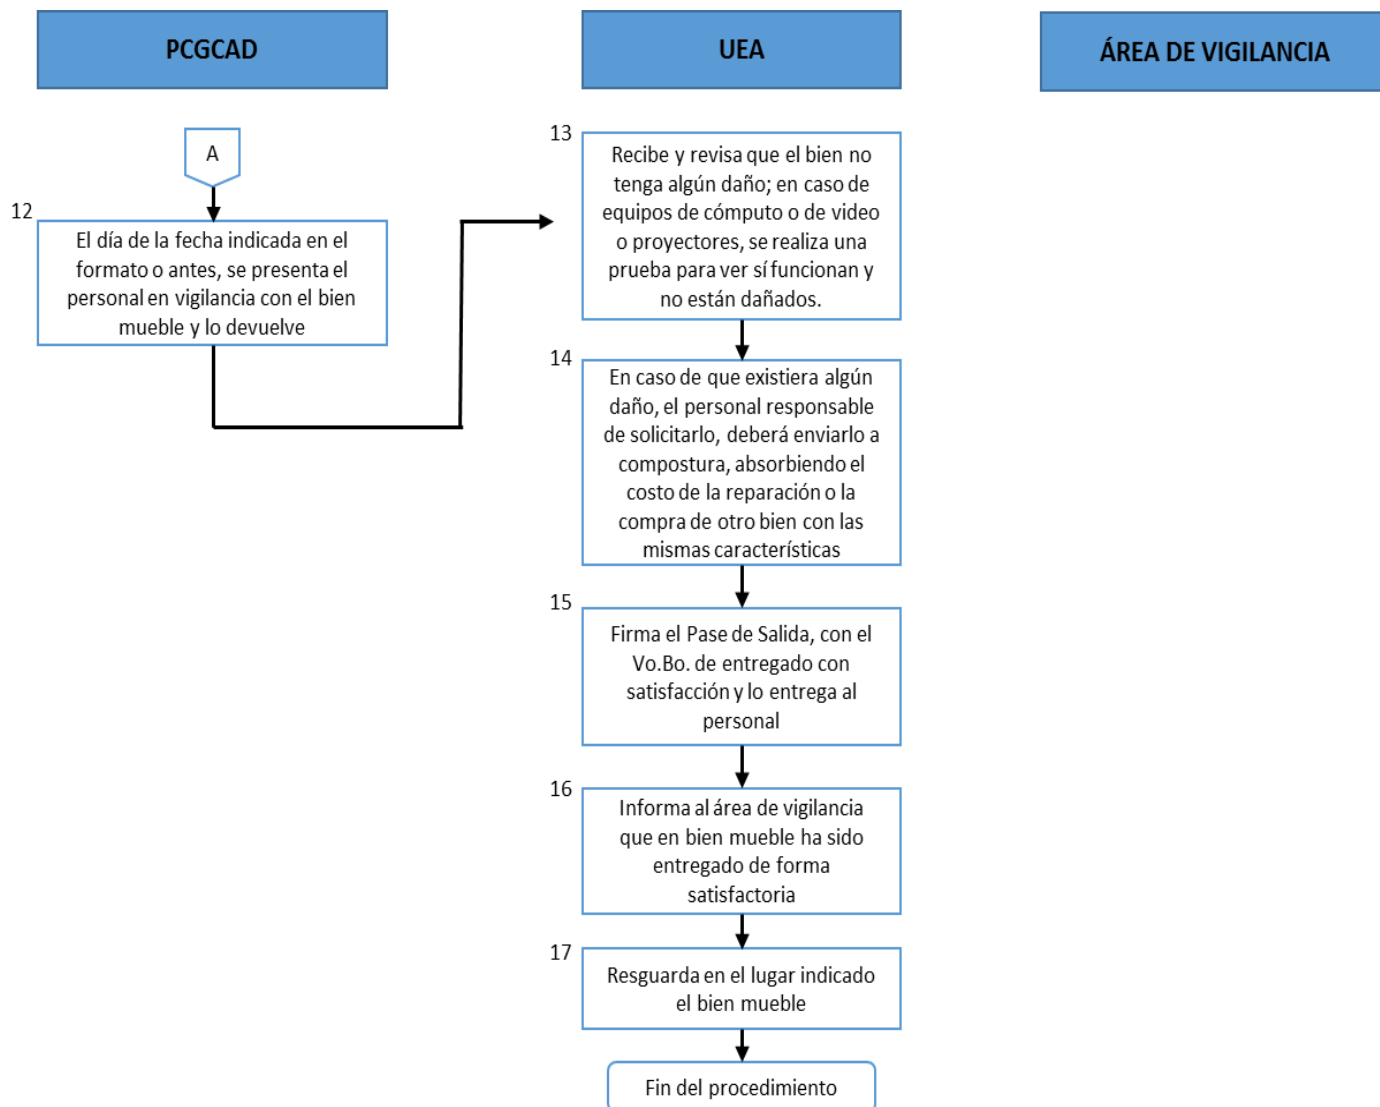 PCGCAD
UEA
ÁREA DE VIGILANCIA
A
12
El día de la fecha indicada en el
formato o antes, se presenta el
personal en vigilancia con el bien
mueble y lo devuelve
13
Recibe y revisa que el bien no
tenga algún daño; en caso de
equipos de cómputo o de video
o proyectores, se realiza una
prueba para ver sí funcionan y
no están dañados.
14
En caso de que existiera algún
daño, el personal responsable
de solicitarlo, deberá enviarlo a
compostura, absorbiendo el
costo de la reparación o la
compra de otro bien con las
mismas características
15
Firma el Pase de Salida, con el
Vo.Bo. de entregado con
satisfacción y lo entrega al
personal
16
Informa al área de vigilancia
que en bien mueble ha sido
entregado de forma
satisfactoria
17
Resguarda en el lugar indicado
el bien mueble
Fin del procedimiento